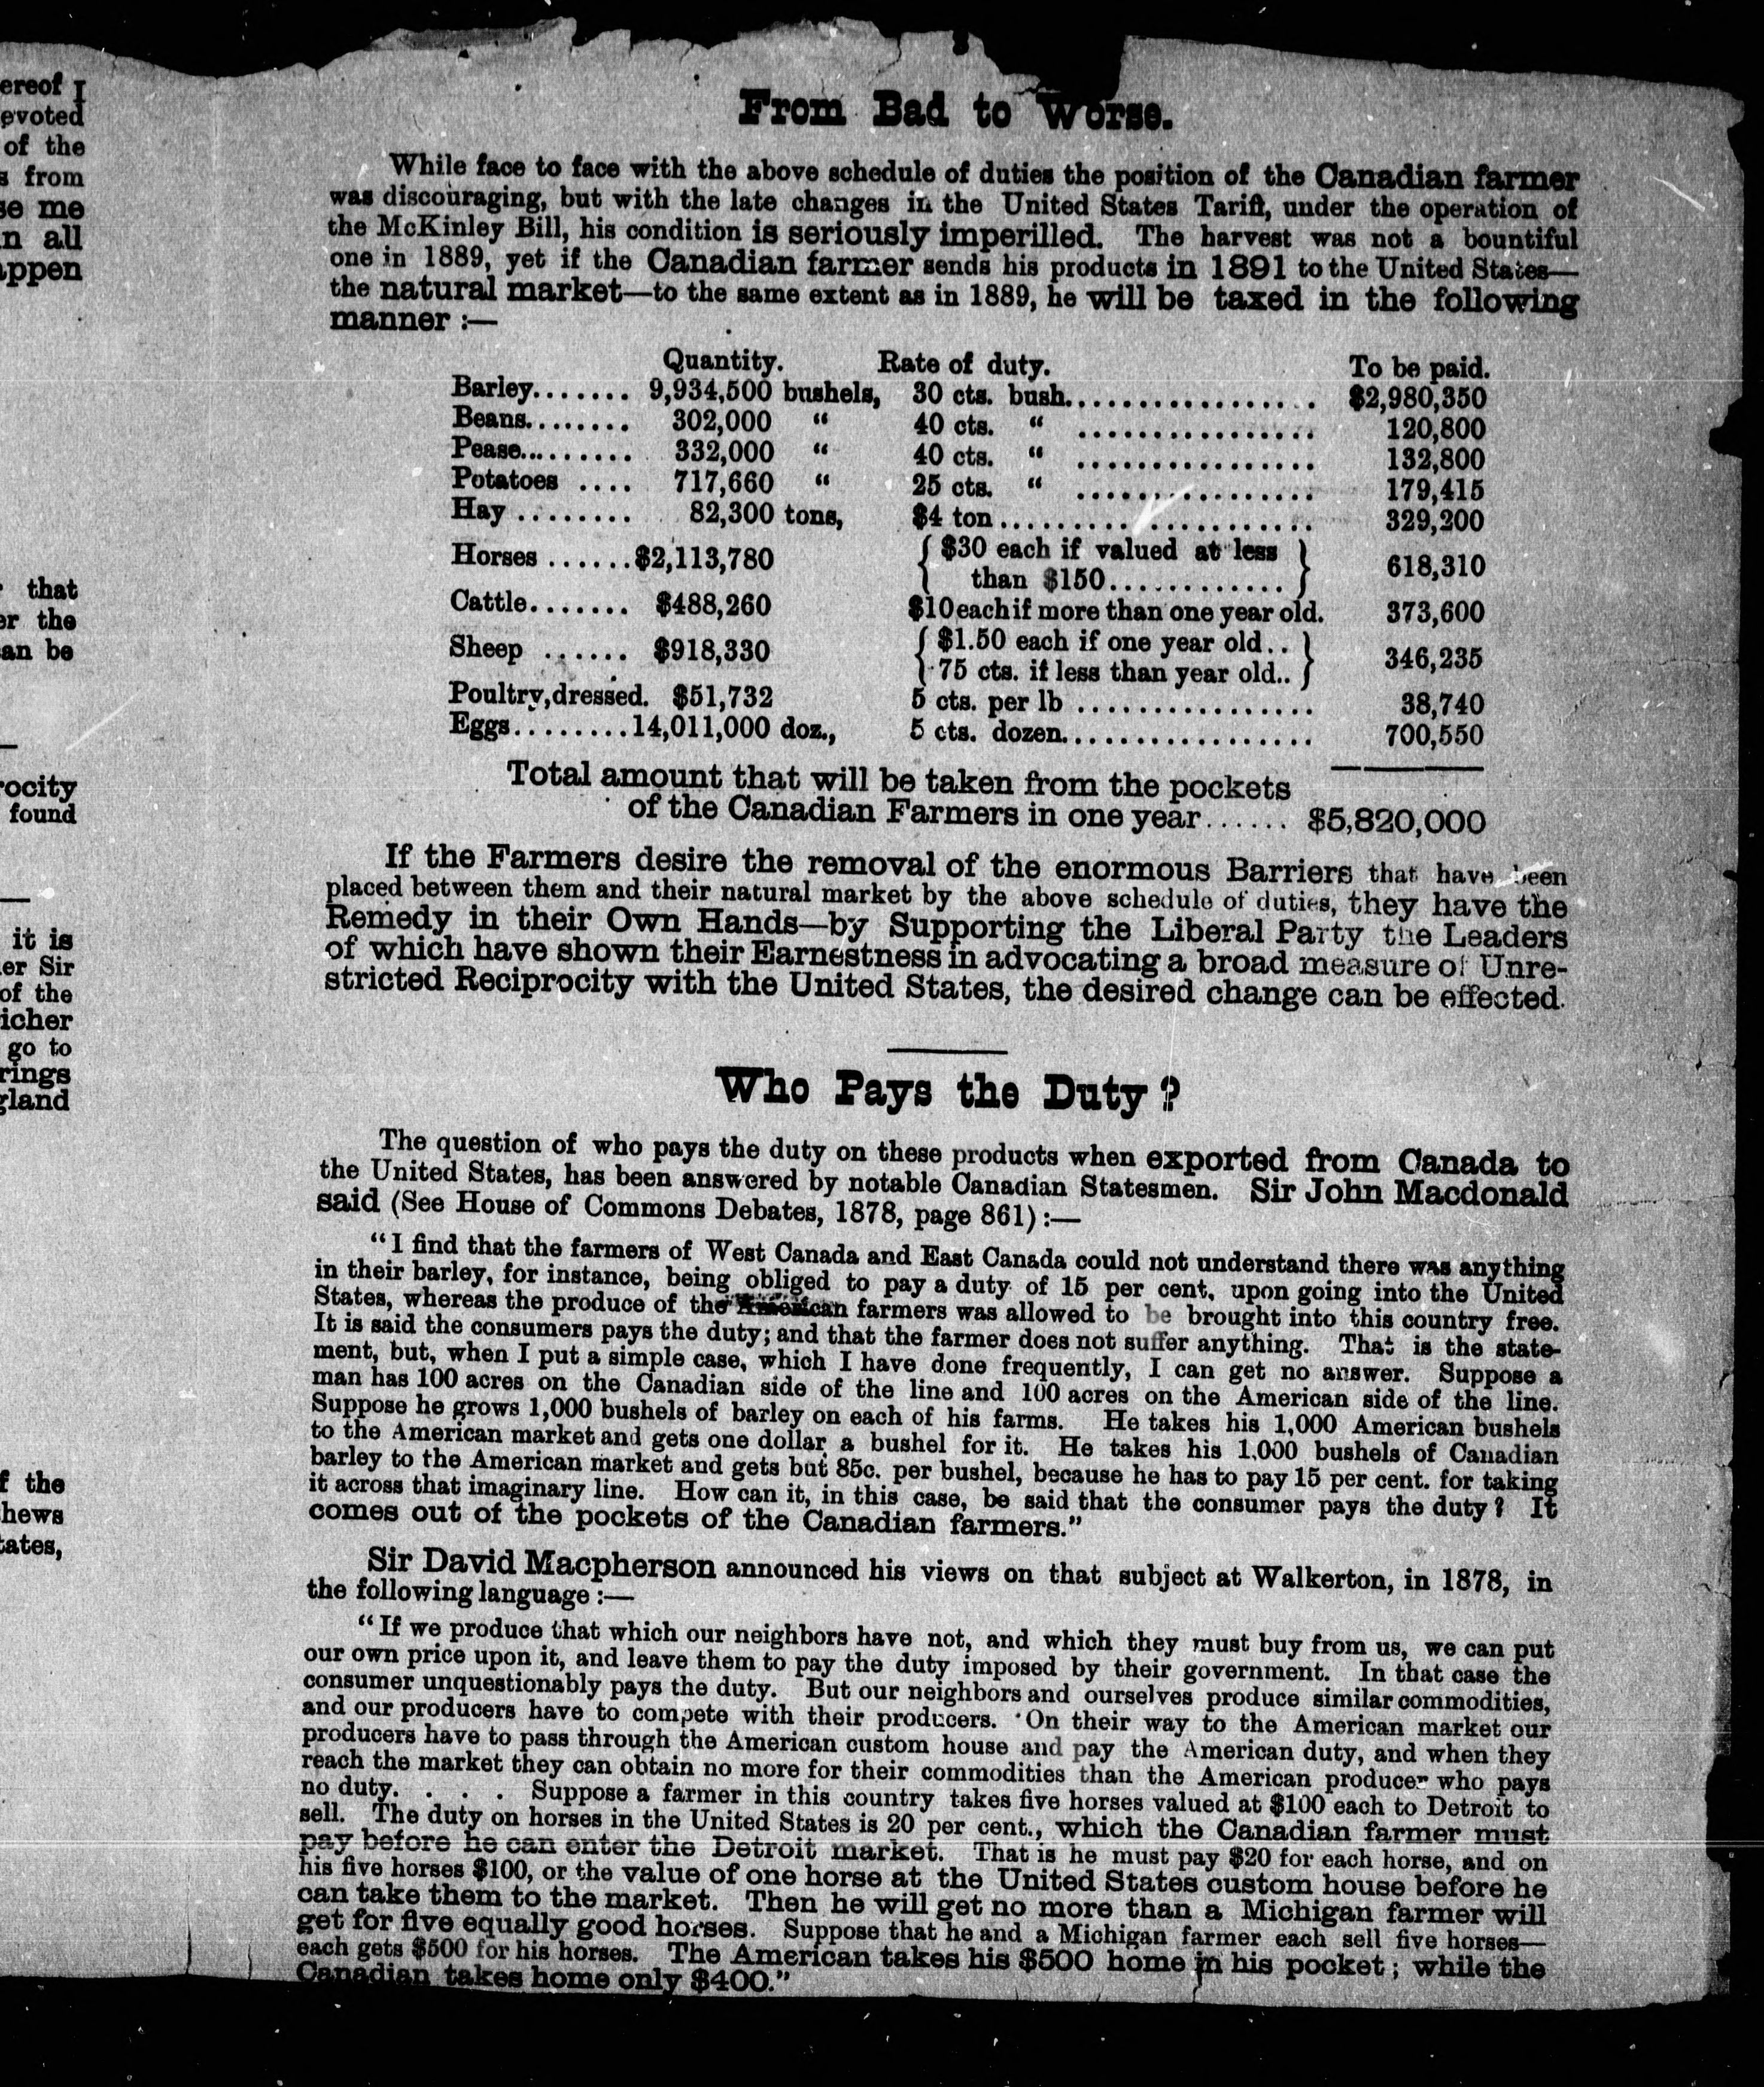 ereof I
evoted
of the
s from
se me
n all
appen
that
er the
an be
rocity
found
it is
er Sir
of the
icher
go to
rings
gland
f the
hews
tates,
From Bad to Worse.
While face to face with the above schedule of duties the position of the Canadian farmer
was discouraging, but with the late changes in the United States Tariff, under the operation of
the McKinley Bill, his condition is seriously imperilled. The harvest was not a bountiful
one in 1889, yet if the Canadian farmer sends his products in 1891 to the United States—
the natural market—to the same extent as in 1889, he will be taxed in the following
manner :—
Quantity. Rate of duty. To be paid.
Barley....... 9,934,500 bushels, 30 cts. bush.................. $2,980,350
Beans........ 302,000 “ 40 cts. “ ................ 120,800
Pease......... 332,000 “ 40 cts. “ ................ 132,800
Potatoes .... 717,660 “ 25 cts. “ ................ 179,415
Hay ........ 82,300 tons, $4 ton..................... 329,200
Horses ......$2,113,780 { $30 each if valued at less
than $150............. } 618,310
Cattle....... $488,260 $10 each if more than one year old. 373,600
Sheep ...... $918,330 { $1.50 each if one year old..
75 cts. if less than year old.. } 346,235
Poultry, dressed. $51,732 5 cts. per lb ................ 38,740
Eggs........14,011,000 doz., 5 cts. dozen.................. 700,550
Total amount that will be taken from the pockets
of the Canadian Farmers in one year...... $5,820,000
If the Farmers desire the removal of the enormous Barriers that have been
placed between them and their natural market by the above schedule of duties, they have the
Remedy in their Own Hands—by Supporting the Liberal Party the Leaders
of which have shown their Earnestness in advocating a broad measure of Unre-
stricted Reciprocity with the United States, the desired change can be effected.
Who Pays the Duty ?
The question of who pays the duty on these products when exported from Canada to
the United States, has been answered by notable Canadian Statesmen. Sir John Macdonald
said (See House of Commons Debates, 1878, page 861) :—
“I find that the farmers of West Canada and East Canada could not understand there was anything
in their barley, for instance, being obliged to pay a duty of 15 per cent. upon going into the United
States, whereas the produce of the American farmers was allowed to be brought into this country free.
It is said the consumers pays the duty; and that the farmer does not suffer anything. That is the state-
ment, but, when I put a simple case, which I have done frequently, I can get no answer. Suppose a
man has 100 acres on the Canadian side of the line and 100 acres on the American side of the line.
Suppose he grows 1,000 bushels of barley on each of his farms. He takes his 1,000 American bushels
to the American market and gets one dollar a bushel for it. He takes his 1,000 bushels of Canadian
barley to the American market and gets but 85c. per bushel, because he has to pay 15 per cent. for taking
it across that imaginary line. How can it, in this case, be said that the consumer pays the duty ? It
comes out of the pockets of the Canadian farmers.”
Sir David Macpherson announced his views on that subject at Walkerton, in 1878, in
the following language :—
“If we produce that which our neighbors have not, and which they must buy from us, we can put
our own price upon it, and leave them to pay the duty imposed by their government. In that case the
consumer unquestionably pays the duty. But our neighbors and ourselves produce similar commodities,
and our producers have to compete with their producers. On their way to the American market our
producers have to pass through the American custom house and pay the American duty, and when they
reach the market they can obtain no more for their commodities than the American producer who pays
no duty. . . . Suppose a farmer in this country takes five horses valued at $100 each to Detroit to
sell. The duty on horses in the United States is 20 per cent., which the Canadian farmer must
pay before he can enter the Detroit market. That is he must pay $20 for each horse, and on
his five horses $100, or the value of one horse at the United States custom house before he
can take them to the market. Then he will get no more than a Michigan farmer will
get for five equally good horses. Suppose that he and a Michigan farmer each sell five horses—
each gets $500 for his horses. The American takes his $500 home in his pocket ; while the
Canadian takes home only $400.”